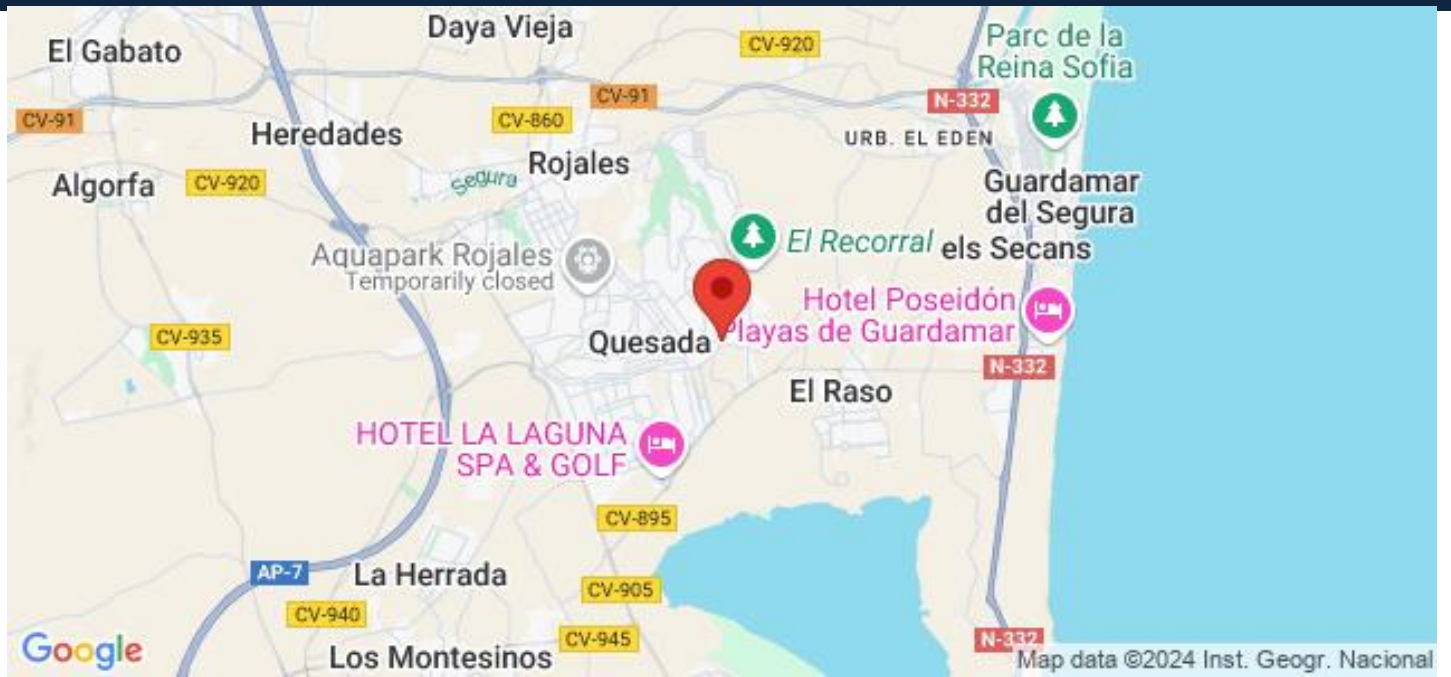 Daya Vieja
El Gabato
CV-920
Parc de la
Reina Sofia
CV-91
CV-91
N-332
CV-860
Heredades
URB. EL EDEN
Rojales
Algorfa
CV-920
Segura
Guardamar
del Segura
Aquapark Rojales
Temporarily closed
El Recorral
els Secans
Hotel Poseidón
Playas de Guardamar
CV-935
Quesada
N-332
El Raso
HOTEL LA LAGUNA
SPA & GOLF
CV-895
AP-7
La Herrada
CV-905
CV-940
CV-945
N-332
Google
Los Montesinos
Map data ©2024 Inst. Geogr. Nacional